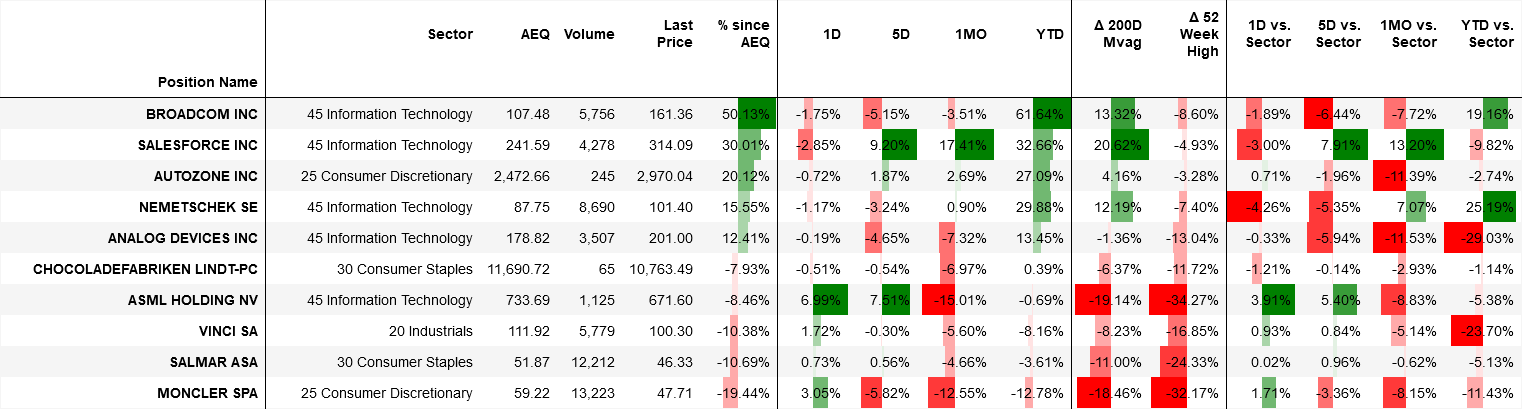 Position Name Sector AEQ Volume Last Price % since AEQ 1D 5D 1MO YTD Δ 200D Mvag Δ 52 Week High 1D vs. Sector 5D vs. Sector 1MO vs. Sector YTD vs. Sector
BROADCOM INC 45 Information Technology 107.48 5,756 161.36 50.13% -1.75% -5.15% -3.51% 61.64% 13.32% -8.60% -1.89% -6.44% -7.72% 19.16%
SALESFORCE INC 45 Information Technology 241.59 4,278 314.09 30.01% -2.85% 9.20% 17.41% 32.66% 20.62% -4.93% -3.00% 7.91% 13.20% -9.82%
AUTOZONE INC 25 Consumer Discretionary 2,472.66 245 2,970.04 20.12% -0.72% 1.87% 2.69% 27.09% 4.16% -3.28% 0.71% -1.96% -11.39% -2.74%
NEMETSCHEK SE 45 Information Technology 87.75 8,690 101.40 15.55% -1.17% -3.24% 0.90% 29.88% 12.19% -7.40% -4.26% -5.35% 7.07% 25.19%
ANALOG DEVICES INC 45 Information Technology 178.82 3,507 201.00 12.41% -0.19% -4.65% -7.32% 13.45% -1.36% -13.04% -0.33% -5.94% -11.53% -29.03%
CHOCOLADEFABRIKEN LINDT-PC 30 Consumer Staples 11,690.72 65 10,763.49 -7.93% -0.51% -0.54% -6.97% 0.39% -6.37% -11.72% -1.21% -0.14% -2.93% -1.14%
ASML HOLDING NV 45 Information Technology 733.69 1,125 671.60 -8.46% 6.99% 7.51% -15.01% -0.69% -19.14% -34.27% 3.91% 5.40% -8.83% -5.38%
VINCI SA 20 Industrials 111.92 5,779 100.30 -10.38% 1.72% -0.30% -5.60% -8.16% -8.23% -16.85% 0.93% 0.84% -5.14% -23.70%
SALMAR ASA 30 Consumer Staples 51.87 12,212 46.33 -10.69% 0.73% 0.56% -4.66% -3.61% -11.00% -24.33% 0.02% 0.96% -0.62% -5.13%
MONCLER SPA 25 Consumer Discretionary 59.22 13,223 47.71 -19.44% 3.05% -5.82% -12.55% -12.78% -18.46% -32.17% 1.71% -3.36% -8.15% -11.43%